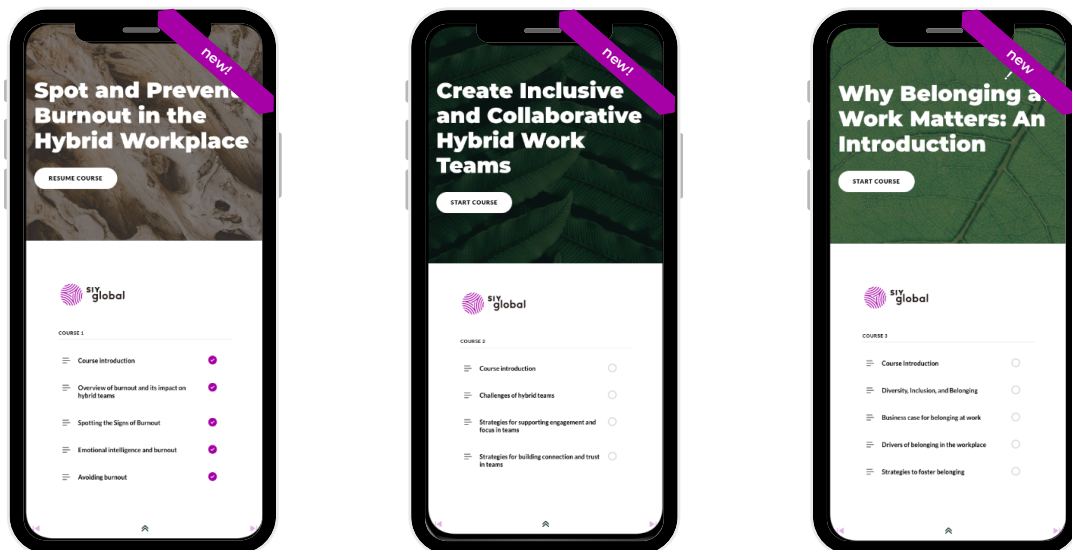 new!
Spot and Prevent
Burnout in the
Hybrid Workplace
RESUME COURSE
SIY
global
COURSE 1
Course introduction
Overview of burnout and its impact on
hybrid teams
Spotting the Signs of Burnout
Emotional intelligence and burnout
Avoiding burnout
new!
Create Inclusive
and Collaborative
Hybrid Work
Teams
START COURSE
SIY
global
COURSE 2
Course introduction
Challenges of hybrid teams
Strategies for supporting engagement and
focus in teams
Strategies for building connection and trust
in teams
new
!
Why Belonging at
Work Matters: An
Introduction
START COURSE
SIY
global
COURSE 3
Course Introduction
Diversity, Inclusion, and Belonging
Business case for belonging at work
Drivers of belonging in the workplace
Strategies to foster belonging